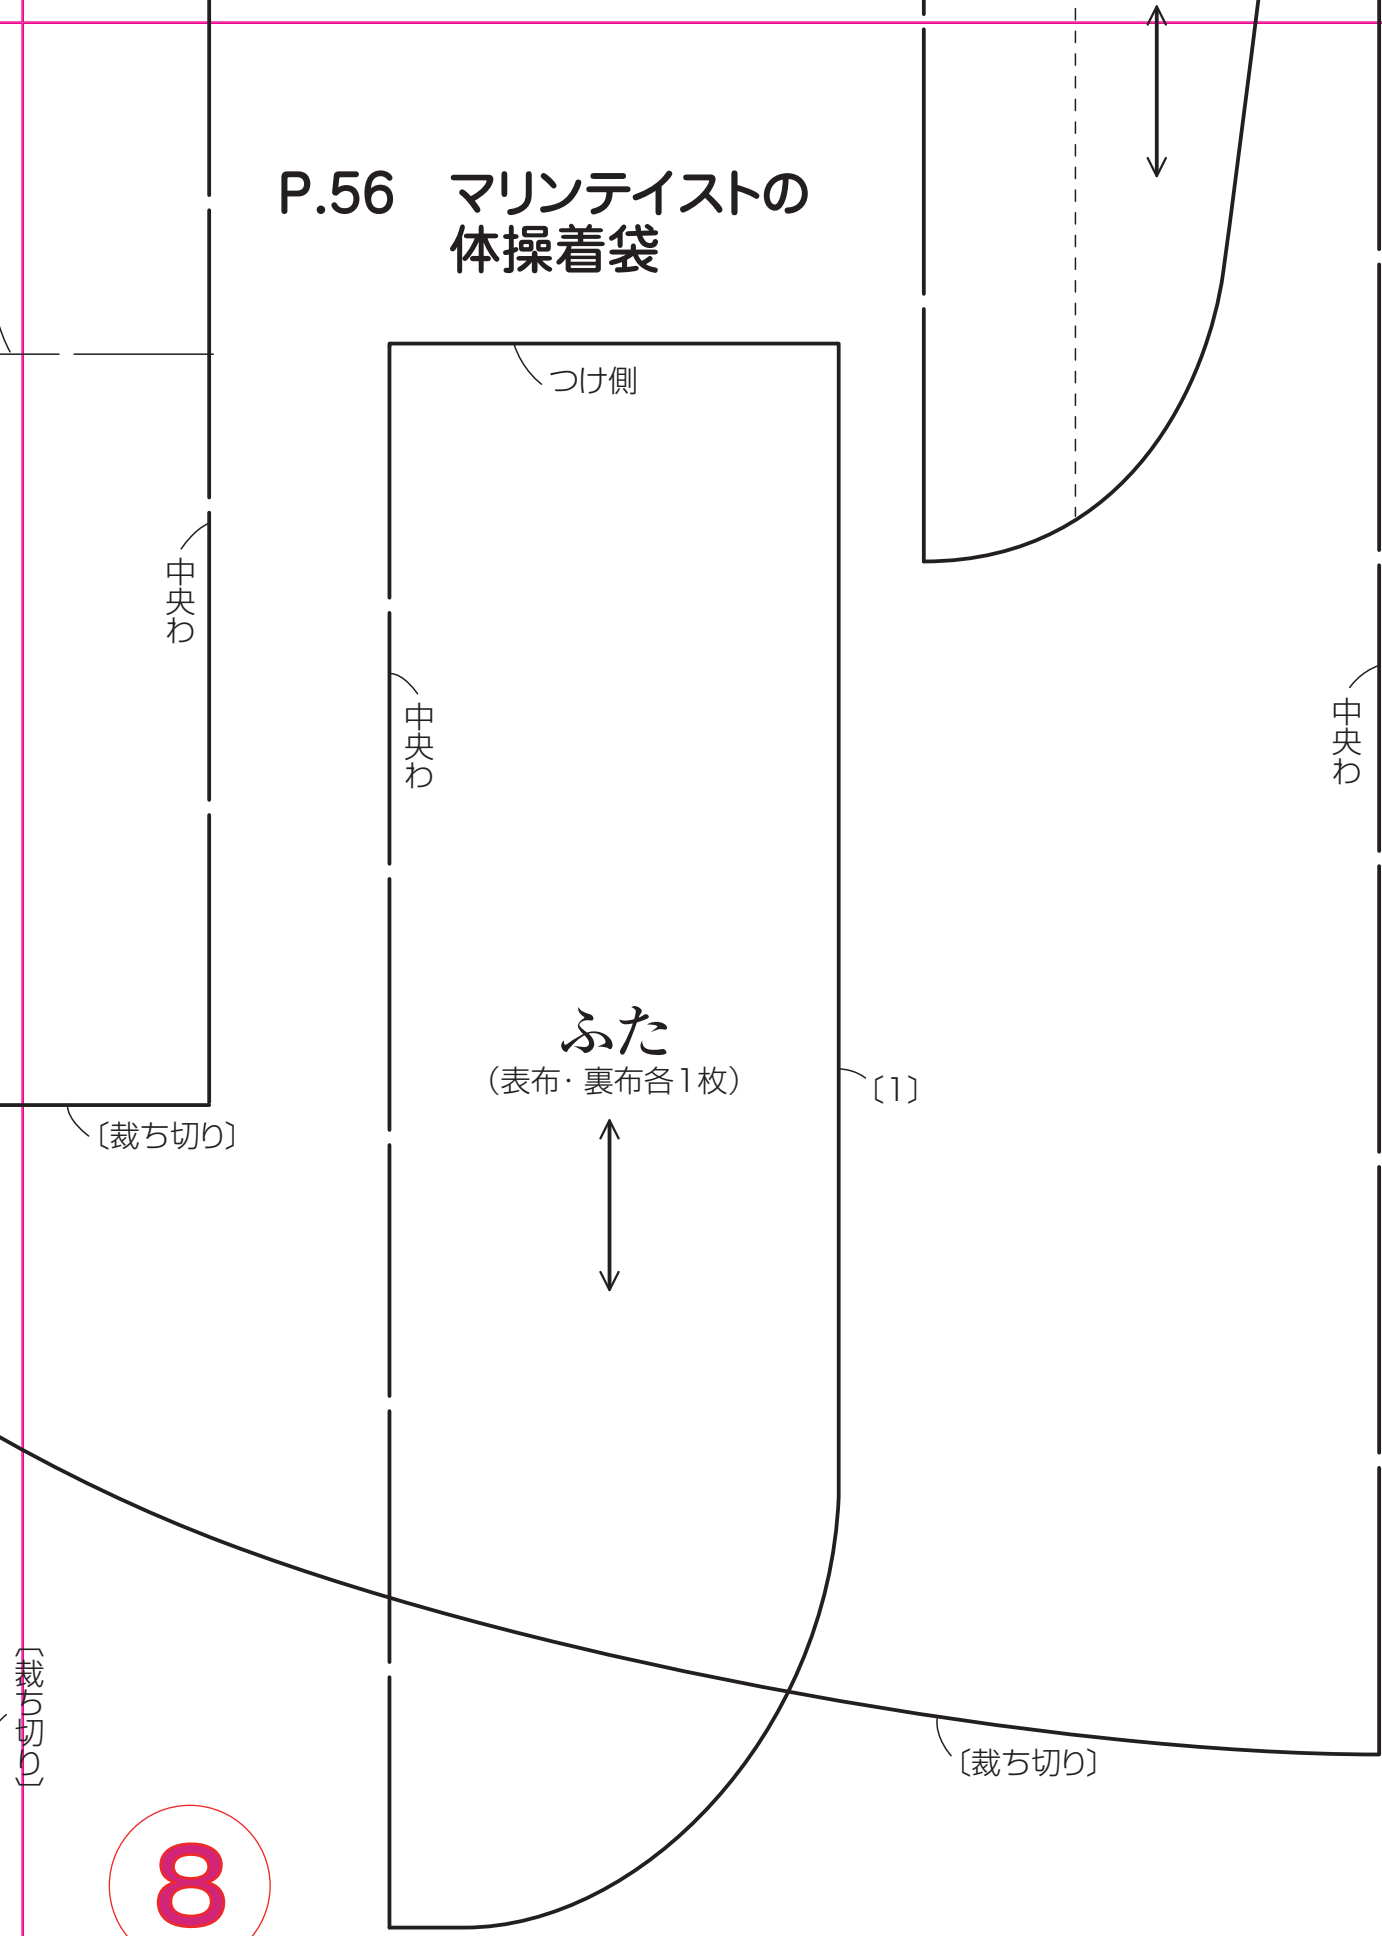 P.56 マリンテイストの
体操着袋
つけ側
中央わ
中央わ
中央わ
ふた
(表布・裏布各1枚)
〔1〕
〔裁ち切り〕
〔裁ち切り〕
〔裁ち切り〕
8